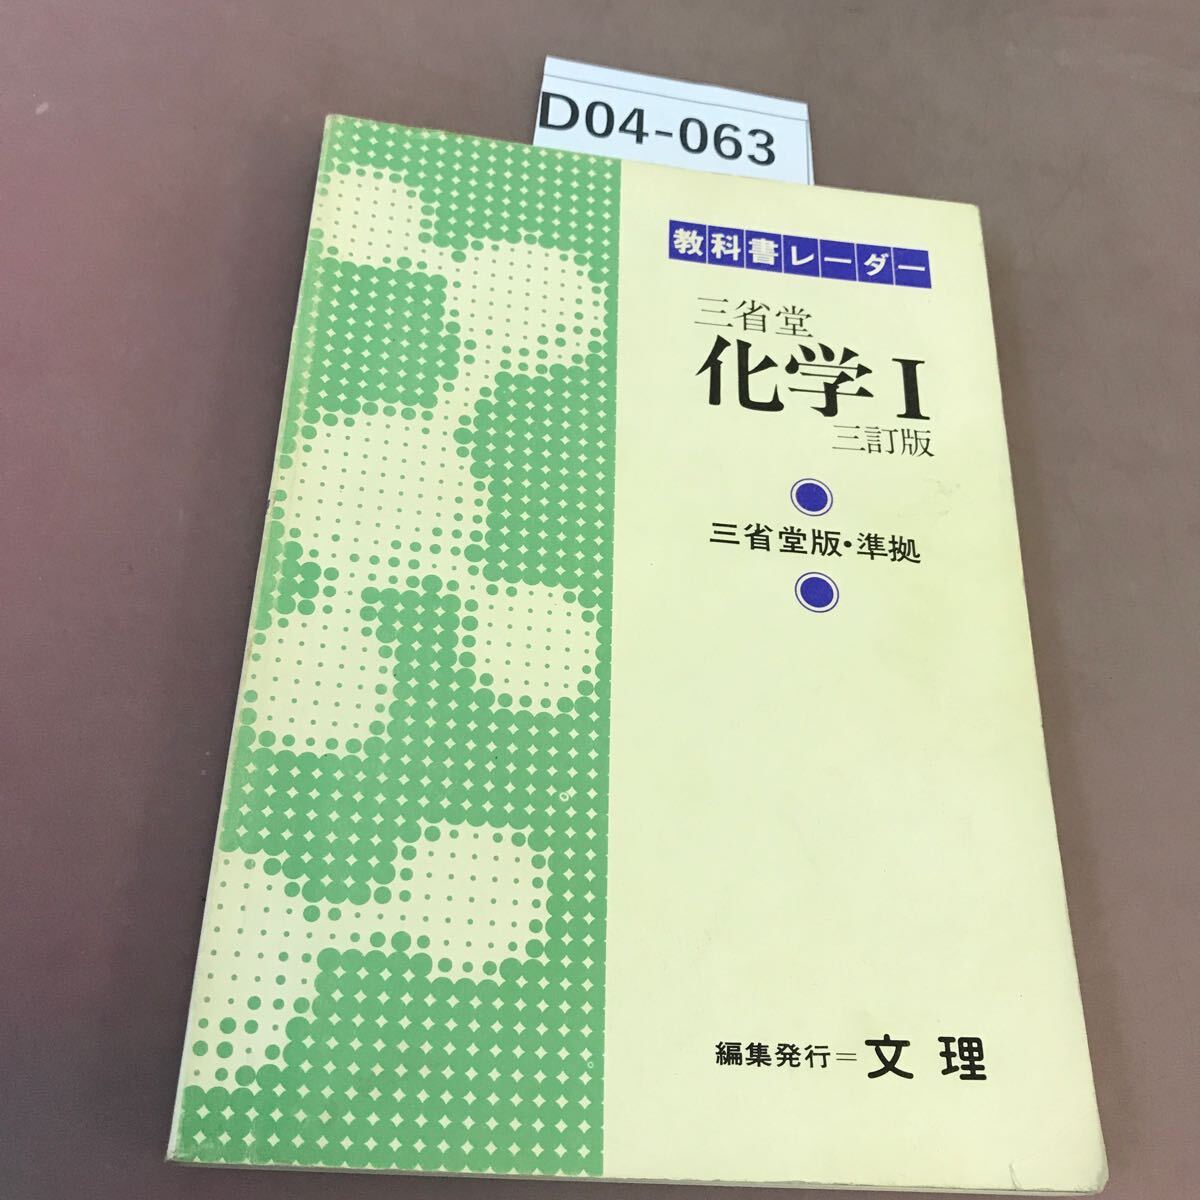 D04-063
教科書レーダー
三省堂
化学Ⅰ
三訂版
三省堂版・準拠
編集発行＝文理